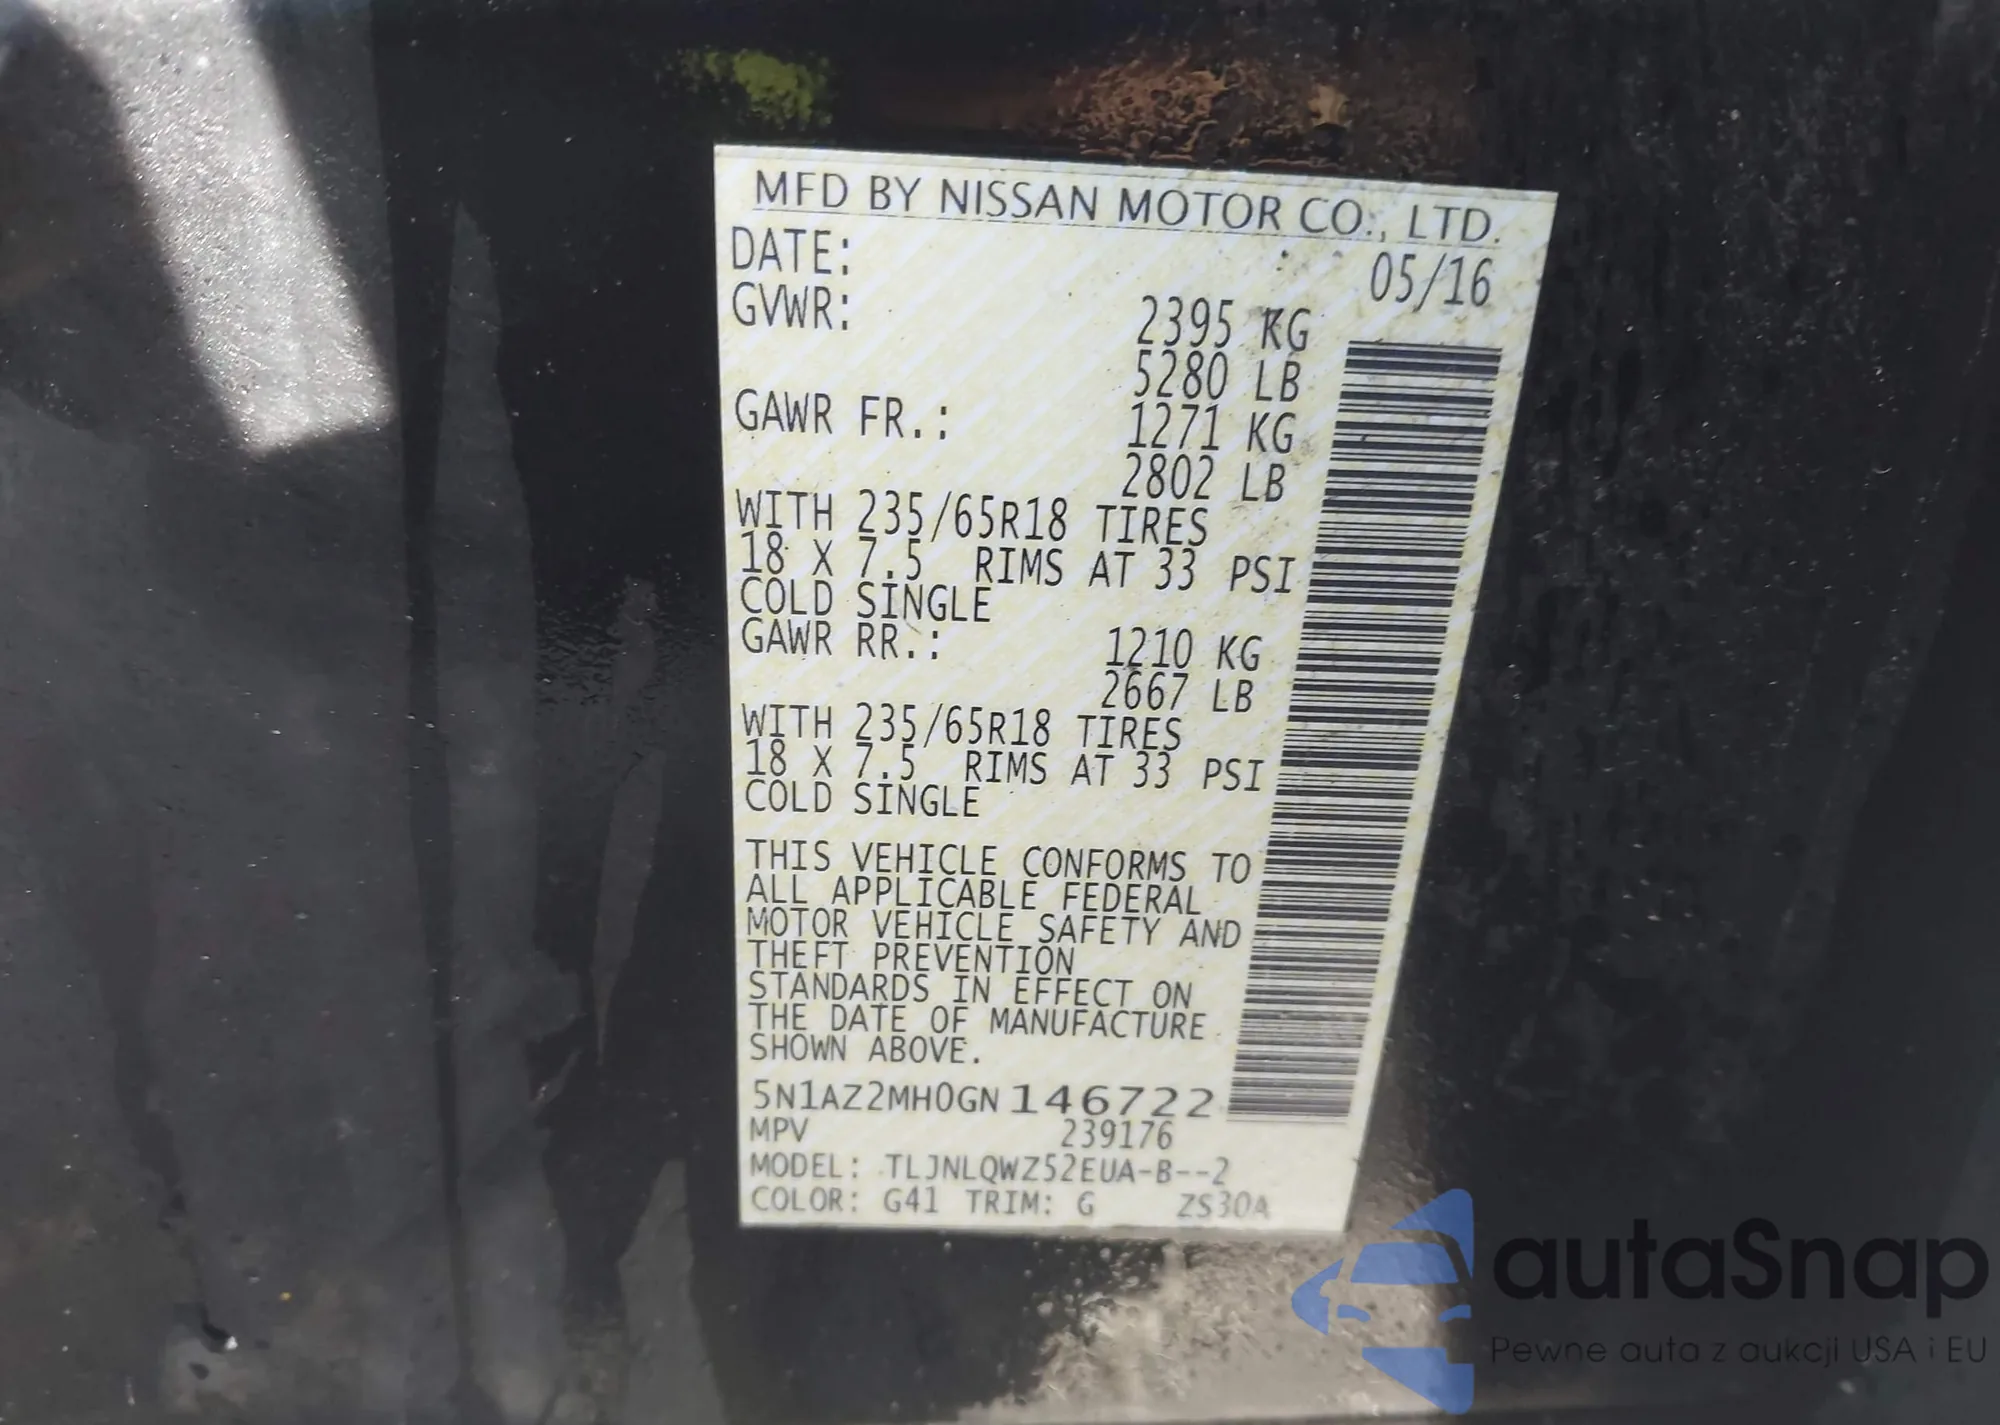 MFD BY NISSAN MOTOR CO., LTD.
DATE: 05/16
GVWR: 2395 KG
5280 LB
GAWR FR.: 1271 KG
2802 LB
WITH 235/65R18 TIRES
18 X 7.5 RIMS AT 33 PSI
COLD SINGLE
GAWR RR.: 1210 KG
2667 LB
WITH 235/65R18 TIRES
18 X 7.5 RIMS AT 33 PSI
COLD SINGLE
THIS VEHICLE CONFORMS TO
ALL APPLICABLE FEDERAL
MOTOR VEHICLE SAFETY AND
THEFT PREVENTION
STANDARDS IN EFFECT ON
THE DATE OF MANUFACTURE
SHOWN ABOVE.
5N1AZ2MH0GN146722
MPV 239176
MODEL: TLJNLQWZ52EUA-B--2
COLOR: G41 TRIM: G ZS30A
autaSnap
Pewne auta z aukcji USA i EU